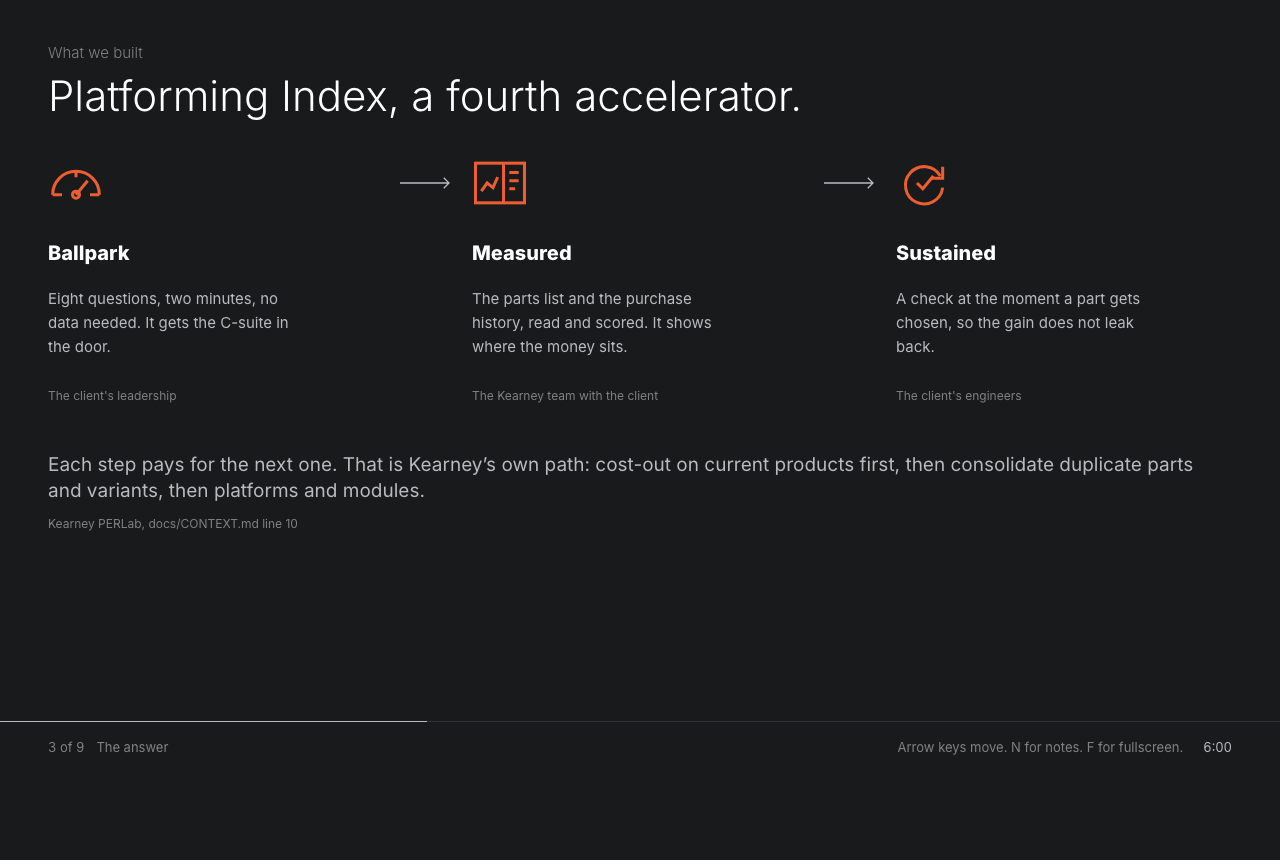 What we built
Platforming Index, a fourth accelerator.
Ballpark
Eight questions, two minutes, no
data needed. It gets the C-suite in
the door.
The client's leadership
Measured
The parts list and the purchase
history, read and scored. It shows
where the money sits.
The Kearney team with the client
Sustained
A check at the moment a part gets
chosen, so the gain does not leak
back.
The client's engineers
Each step pays for the next one. That is Kearney’s own path: cost-out on current products first, then consolidate duplicate parts
and variants, then platforms and modules.
Kearney PERLab, docs/CONTEXT.md line 10
3 of 9 The answer
Arrow keys move. N for notes. F for fullscreen. 6:00